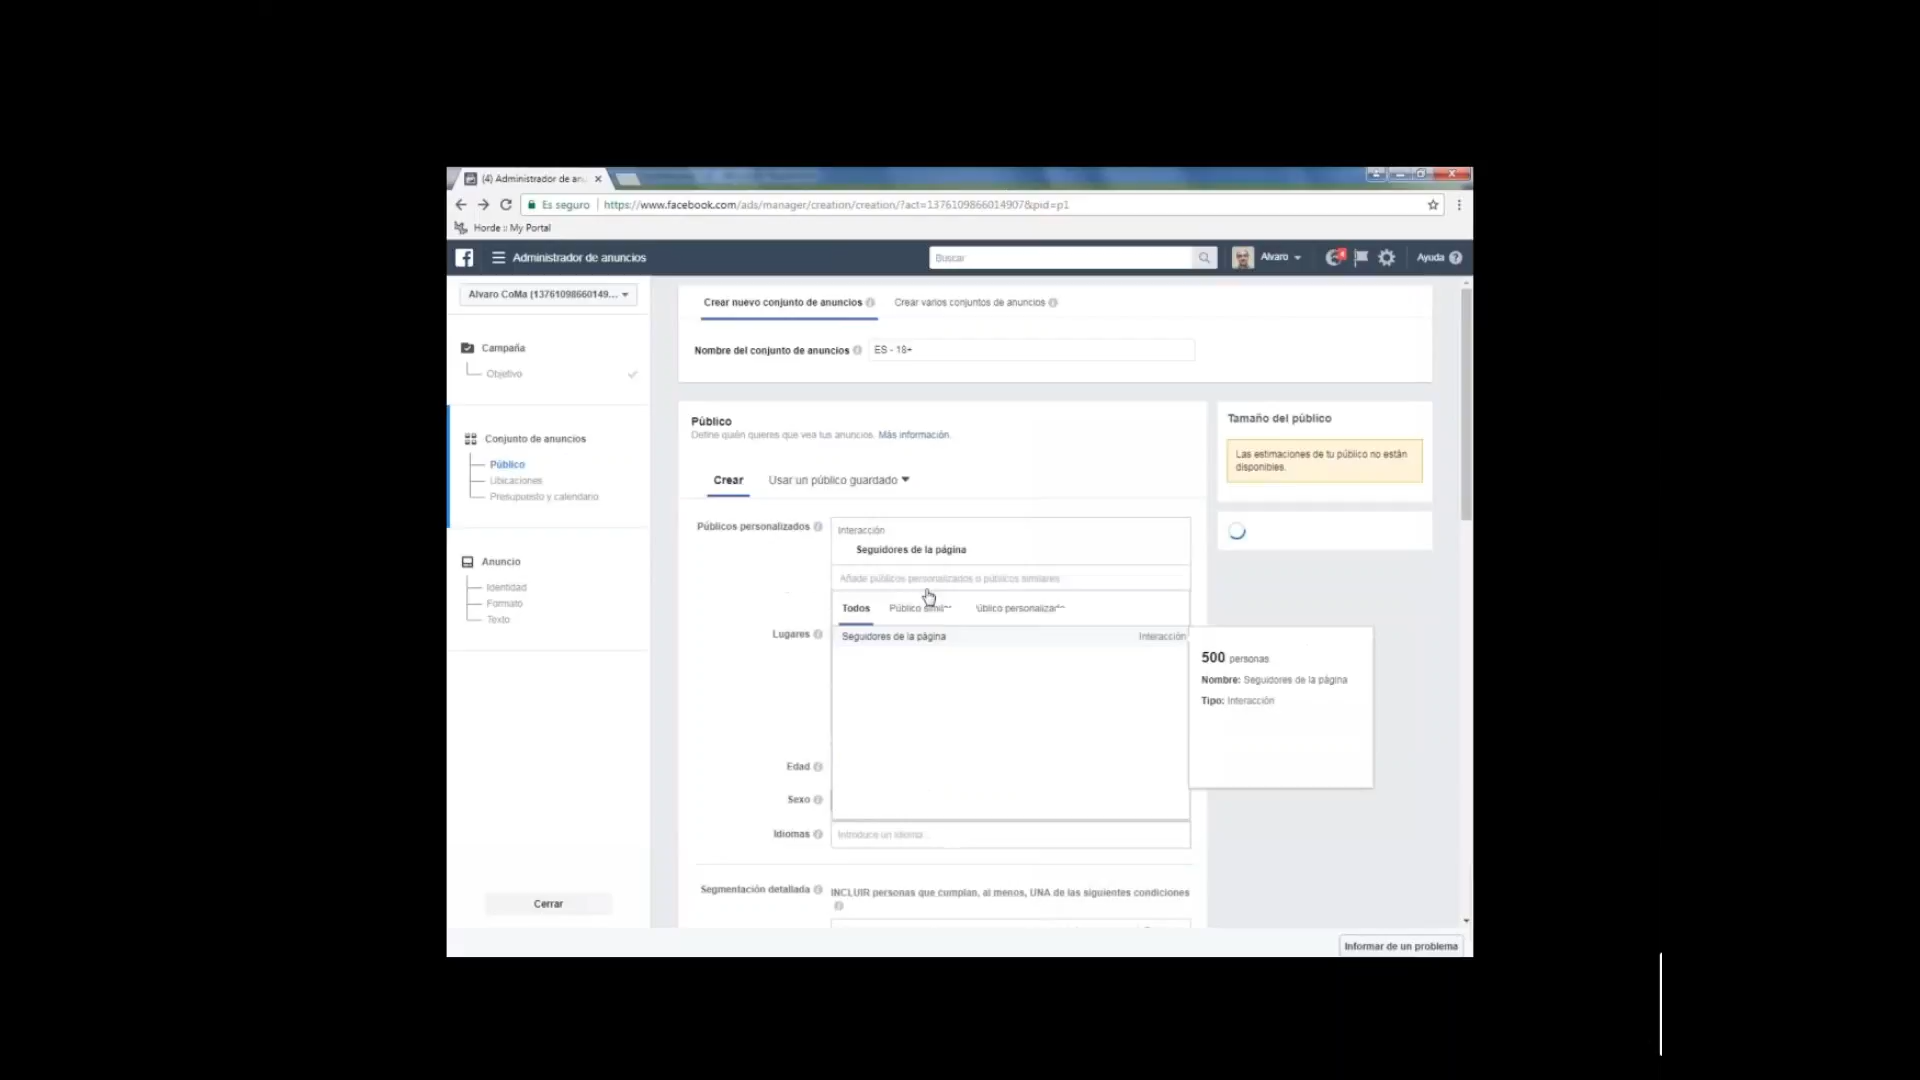 (4) Administrador de an
Es seguro
https://www.facebook.com/ads/manager/creation/creation/?act=1376109866014907&pid=p1
Horde :: My Portal
Administrador de anuncios
Buscar
Alvaro
Ayuda
Alvaro CoMa (13761098660149...
Crear nuevo conjunto de anuncios
Crear varios conjuntos de anuncios
Nombre del conjunto de anuncios
ES - 18+
Campaña
Objetivo
Conjunto de anuncios
Público
Ubicaciones
Presupuesto y calendario
Anuncio
Identidad
Formato
Texto
Cerrar
Público
Define quién quieres que vea tus anuncios. Más información.
Crear
Usar un público guardado
Públicos personalizados
Interacción
Seguidores de la página
Añade públicos personalizados o públicos similares
Todos
Público
Seguidores de la página
Interacción
Lugares
Edad
Sexo
Idiomas
Introduce un idioma...
Segmentación detallada
INCLUIR personas que cumplan, al menos, UNA de las siguientes condiciones
Tamaño del público
Las estimaciones de tu público no están
disponibles.
500 personas
Nombre: Seguidores de la página
Tipo: Interacción
Informar de un problema